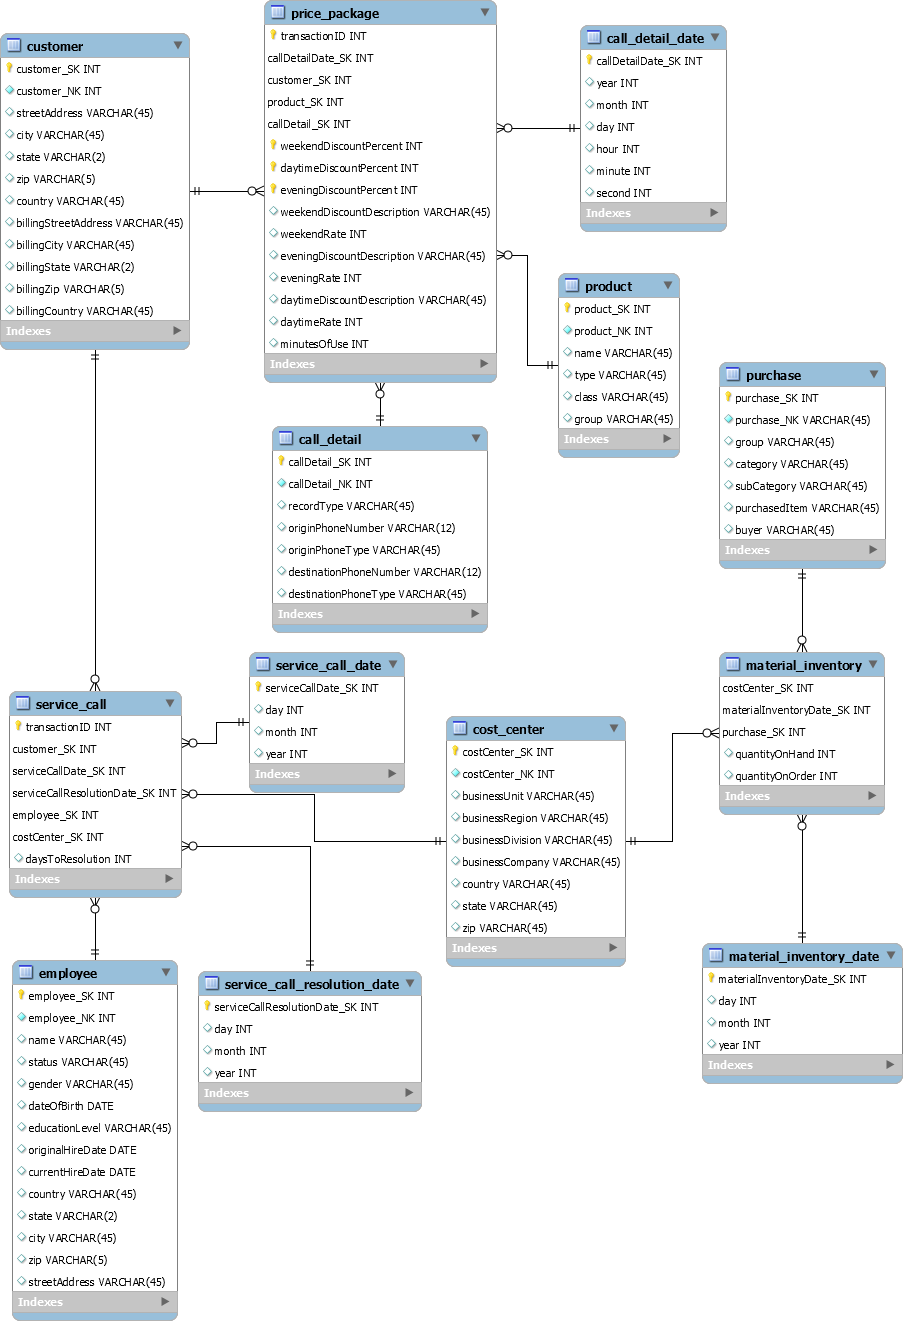 customer
customer_SK INT
customer_NK INT
streetAddress VARCHAR(45)
city VARCHAR(45)
state VARCHAR(2)
zip VARCHAR(5)
country VARCHAR(45)
billingStreetAddress VARCHAR(45)
billingCity VARCHAR(45)
billingState VARCHAR(2)
billingZip VARCHAR(5)
billingCountry VARCHAR(45)
Indexes
price_package
transactionID INT
callDetailDate_SK INT
customer_SK INT
product_SK INT
callDetail_SK INT
weekendDiscountPercent INT
daytimeDiscountPercent INT
eveningDiscountPercent INT
weekendDiscountDescription VARCHAR(45)
weekendRate INT
eveningDiscountDescription VARCHAR(45)
eveningRate INT
daytimeDiscountDescription VARCHAR(45)
daytimeRate INT
minutesOfUse INT
Indexes
call_detail_date
callDetailDate_SK INT
year INT
month INT
day INT
hour INT
minute INT
second INT
Indexes
product
product_SK INT
product_NK INT
name VARCHAR(45)
type VARCHAR(45)
class VARCHAR(45)
group VARCHAR(45)
Indexes
purchase
purchase_SK INT
purchase_NK VARCHAR(45)
group VARCHAR(45)
category VARCHAR(45)
subCategory VARCHAR(45)
purchasedItem VARCHAR(45)
buyer VARCHAR(45)
Indexes
call_detail
callDetail_SK INT
callDetail_NK INT
recordType VARCHAR(45)
originPhoneNumber VARCHAR(12)
originPhoneType VARCHAR(45)
destinationPhoneNumber VARCHAR(12)
destinationPhoneType VARCHAR(45)
Indexes
service_call_date
serviceCallDate_SK INT
day INT
month INT
year INT
Indexes
material_inventory
costCenter_SK INT
materialInventoryDate_SK INT
purchase_SK INT
quantityOnHand INT
quantityOnOrder INT
Indexes
service_call
transactionID INT
customer_SK INT
serviceCallDate_SK INT
serviceCallResolutionDate_SK INT
employee_SK INT
costCenter_SK INT
daysToResolution INT
Indexes
cost_center
costCenter_SK INT
costCenter_NK INT
businessUnit VARCHAR(45)
businessRegion VARCHAR(45)
businessDivision VARCHAR(45)
businessCompany VARCHAR(45)
country VARCHAR(45)
state VARCHAR(45)
zip VARCHAR(45)
Indexes
employee
employee_SK INT
employee_NK INT
name VARCHAR(45)
status VARCHAR(45)
gender VARCHAR(45)
dateOfBirth DATE
educationLevel VARCHAR(45)
originalHireDate DATE
currentHireDate DATE
country VARCHAR(45)
state VARCHAR(2)
city VARCHAR(45)
zip VARCHAR(5)
streetAddress VARCHAR(45)
Indexes
service_call_resolution_date
serviceCallResolutionDate_SK INT
day INT
month INT
year INT
Indexes
material_inventory_date
materialInventoryDate_SK INT
day INT
month INT
year INT
Indexes